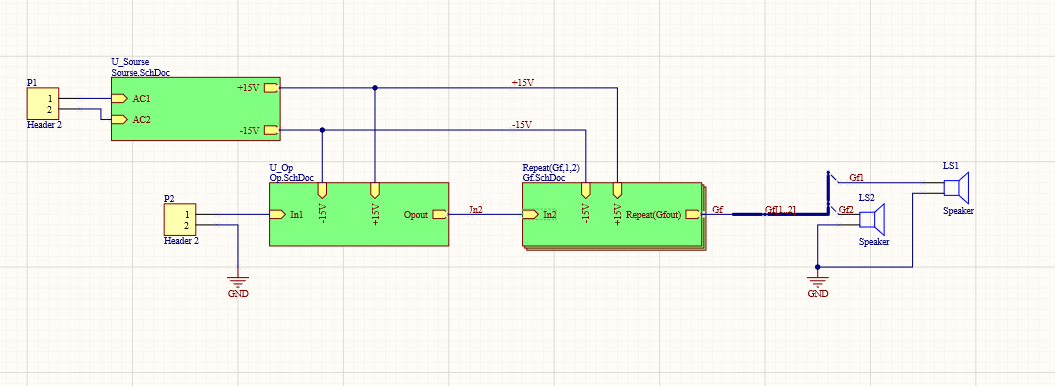 U_Sourse
Sourse.SchDoc
P1
1
2
Header 2
AC1
AC2
+15V
-15V
+15V
-15V
U_Op
Op.SchDoc
P2
1
2
Header 2
In1
-15V
+15V
Opout
In2
Repeat(Gf,1,2)
Gf.SchDoc
In2
-15V
+15V
Repeat(Gfout)
Gf
Gf[1..2]
Gf1
Gf2
LS1
Speaker
LS2
Speaker
GND
GND